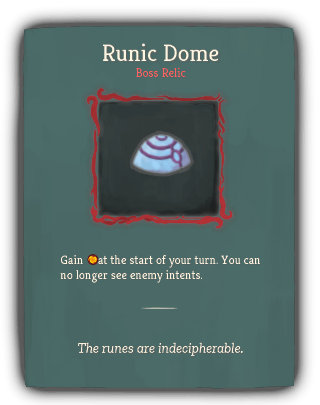 Runic Dome
Boss Relic
Gain at the start of your turn. You can
no longer see enemy intents.
The runes are indecipherable.